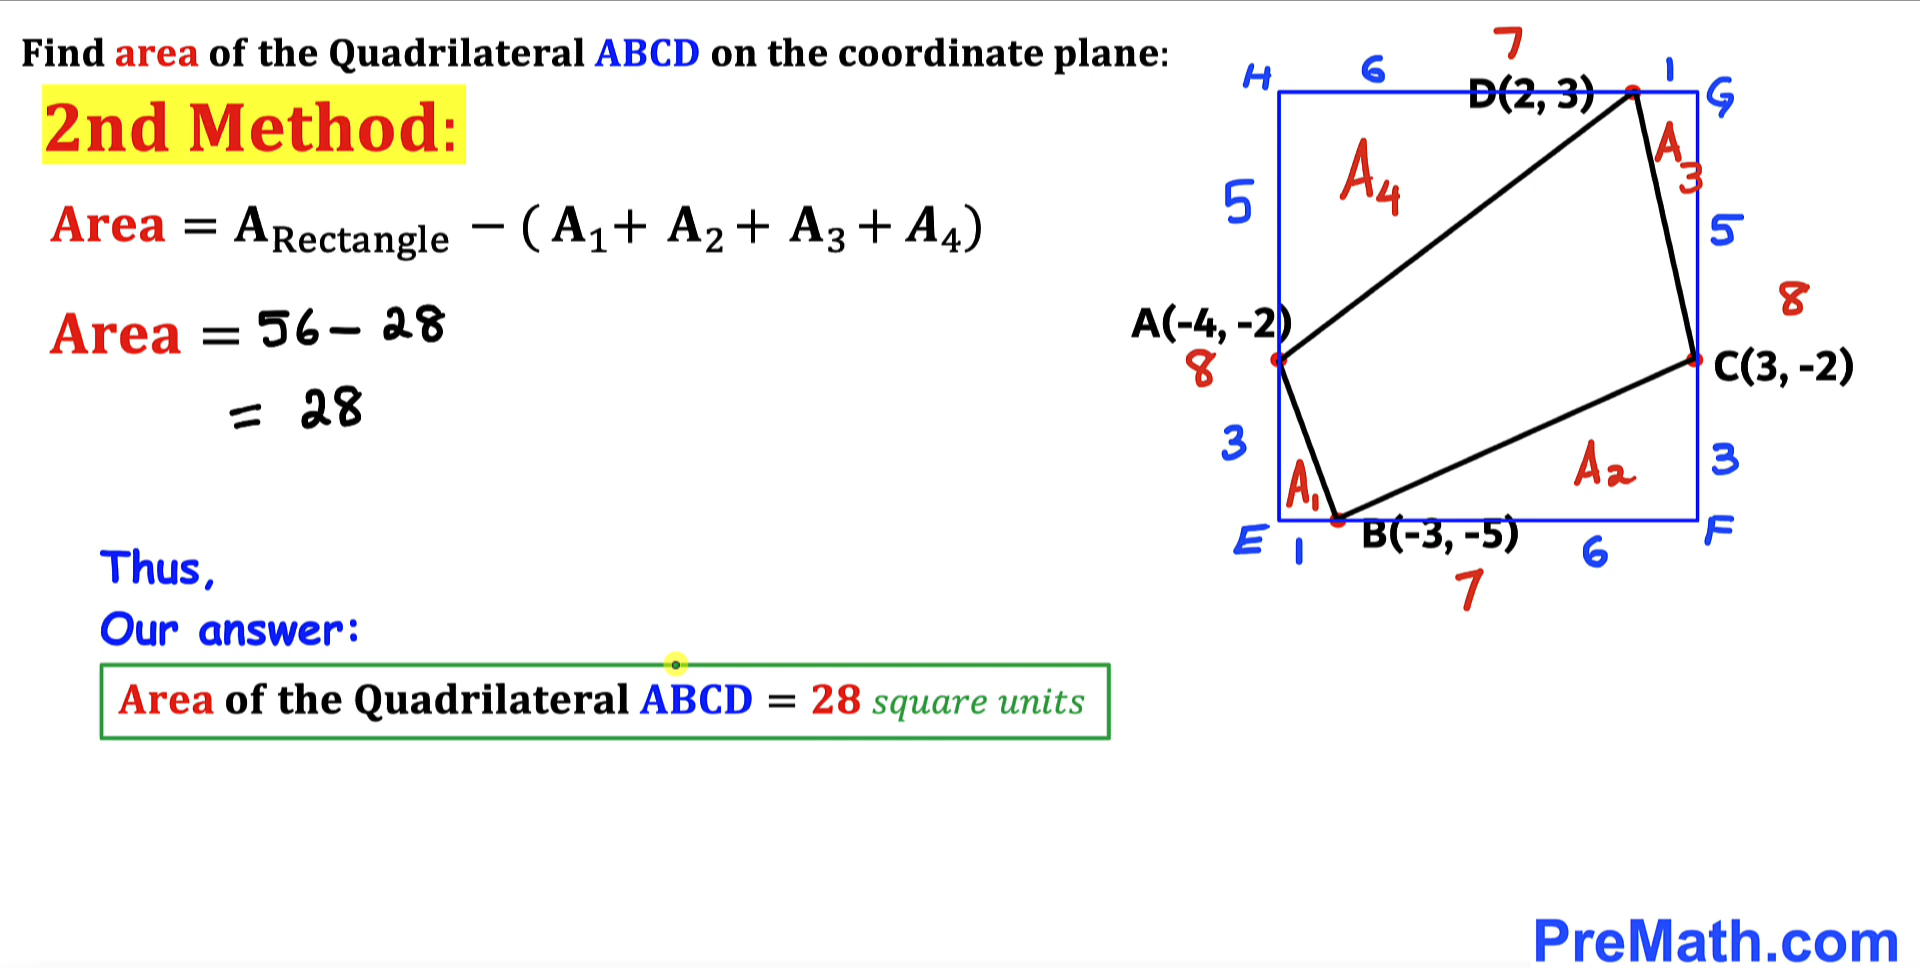 Find area of the Quadrilateral ABCD on the coordinate plane:
2nd Method:
Area = A Rectangle − ( A1+ A2 + A3 + A4)
Area = 56 − 28
= 28
Thus,
Our answer:
Area of the Quadrilateral ABCD = 28 square units
7
H 6 1
D(2, 3) G
A3
A4
5 5
8
A(-4, -2)
8 C(3, -2)
3 3
A1 A2
E 1 B(-3, -5) 6 F
7
PreMath.com